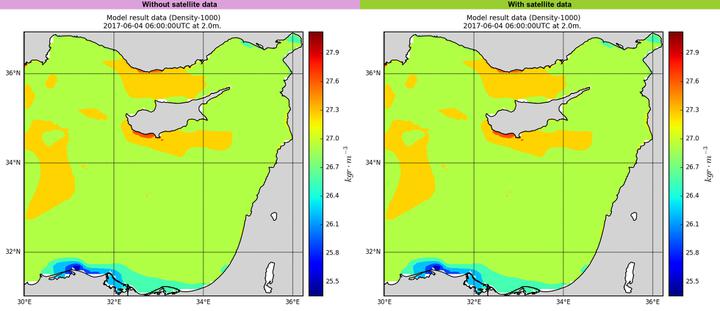 Without satellite data
Model result data (Density-1000)
2017-06-04 06:00:00UTC at 2.0m.
36°N
34°N
32°N
30°E
32°E
34°E
36°E
27.9
27.6
27.3
27.0
26.7
26.4
26.1
25.8
25.5
kgr · m⁻³
With satellite data
Model result data (Density-1000)
2017-06-04 06:00:00UTC at 2.0m.
36°N
34°N
32°N
30°E
32°E
34°E
36°E
27.9
27.6
27.3
27.0
26.7
26.4
26.1
25.8
25.5
kgr · m⁻³